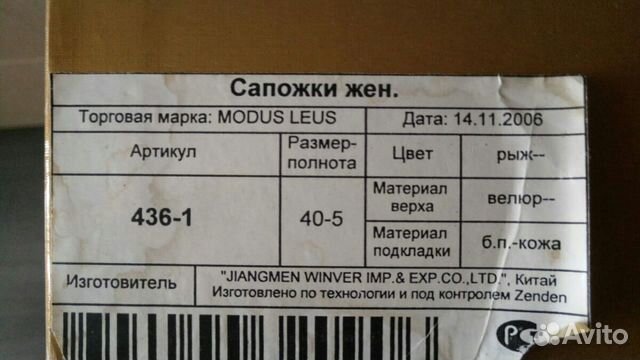 Сапожки жен.
Торговая марка: MODUS LEUS Дата: 14.11.2006
Артикул Размер-полнота Цвет рыж--
436-1 40-5 Материал верха велюр--
Материал подкладки б.п.-кожа
Изготовитель "JIANGMEN WINVER IMP.& EXP.CO.,LTD.", Китай
Изготовлено по технологии и под контролем Zenden
Avito